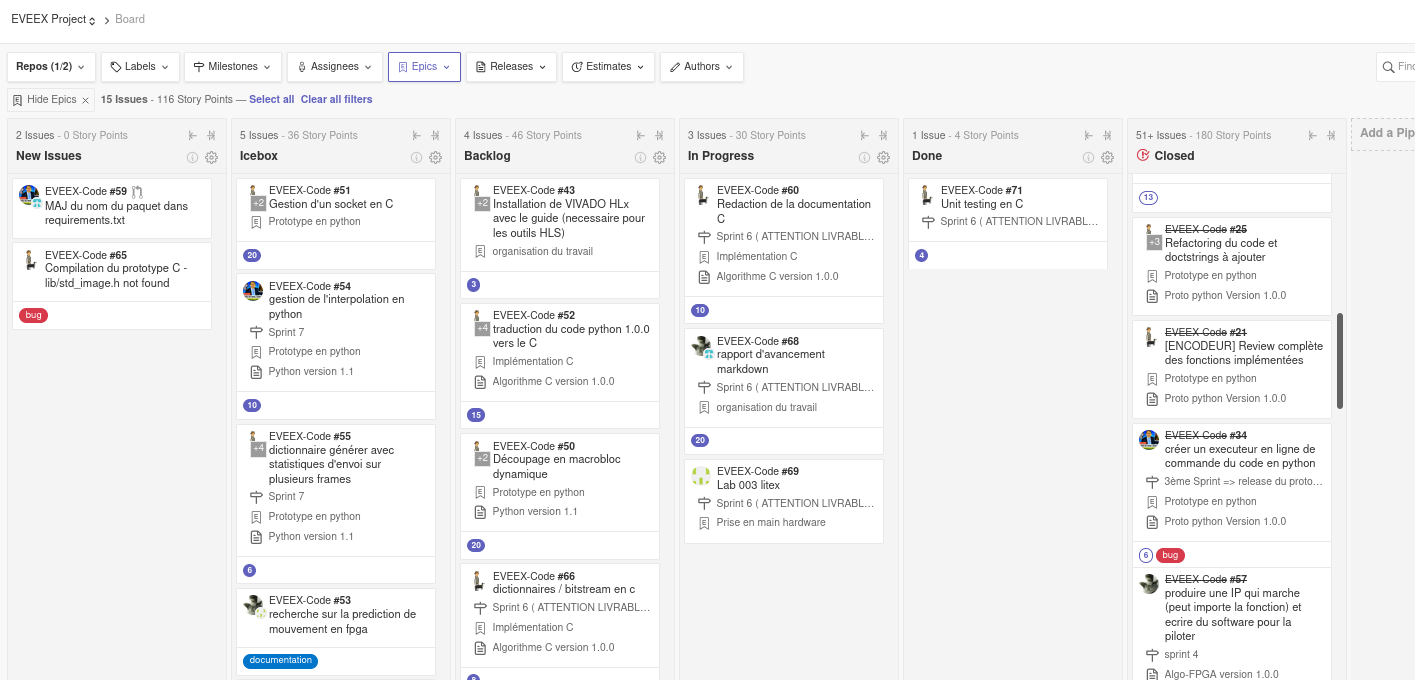 EVEEX Project
Board
Repos (1/2)
Labels
Milestones
Assignees
Epics
Releases
Estimates
Authors
Find
Hide Epics
15 Issues - 116 Story Points — Select all Clear all filters
2 Issues - 0 Story Points
New Issues
EVEEX-Code #59
MAJ du nom du paquet dans
requirements.txt
EVEEX-Code #65
Compilation du prototype C -
lib/std_image.h not found
bug
5 Issues - 36 Story Points
Icebox
EVEEX-Code #51
+2
Gestion d'un socket en C
Prototype en python
20
EVEEX-Code #54
gestion de l'interpolation en
python
Sprint 7
Prototype en python
Python version 1.1
10
EVEEX-Code #55
+4
dictionnaire générer avec
statistiques d'envoi sur
plusieurs frames
Sprint 7
Prototype en python
Python version 1.1
6
EVEEX-Code #53
recherche sur la prediction de
mouvement en fpga
documentation
4 Issues - 46 Story Points
Backlog
EVEEX-Code #43
+2
Installation de VIVADO HLx
avec le guide (necessaire pour
les outils HLS)
organisation du travail
3
EVEEX-Code #52
+4
traduction du code python 1.0.0
vers le C
Implémentation C
Algorithme C version 1.0.0
15
EVEEX-Code #50
+2
Découpage en macrobloc
dynamique
Prototype en python
Python version 1.1
20
EVEEX-Code #66
dictionnaires / bitstream en c
Sprint 6 ( ATTENTION LIVRABL...
Implémentation C
Algorithme C version 1.0.0
3 Issues - 30 Story Points
In Progress
EVEEX-Code #60
Redaction de la documentation
C
Sprint 6 ( ATTENTION LIVRABL...
Implémentation C
Algorithme C version 1.0.0
10
EVEEX-Code #68
rapport d'avancement
markdown
Sprint 6 ( ATTENTION LIVRABL...
organisation du travail
20
EVEEX-Code #69
Lab 003 litex
Sprint 6 ( ATTENTION LIVRABL...
Prise en main hardware
1 Issue - 4 Story Points
Done
EVEEX-Code #71
Unit testing en C
Sprint 6 ( ATTENTION LIVRABL...
4
51+ Issues - 180 Story Points
Closed
13
EVEEX-Code #25
+3
Refactoring du code et
doctstrings à ajouter
Prototype en python
Proto python Version 1.0.0
EVEEX-Code #21
[ENCODEUR] Review complète
des fonctions implémentées
Prototype en python
Proto python Version 1.0.0
EVEEX-Code #34
créer un executeur en ligne de
commande du code en python
3ème Sprint => release du proto...
Prototype en python
Proto python Version 1.0.0
6 bug
EVEEX-Code #57
produire une IP qui marche
(peut importe la fonction) et
ecrire du software pour la
piloter
sprint 4
Algo-FPGA version 1.0.0
Add a Pip